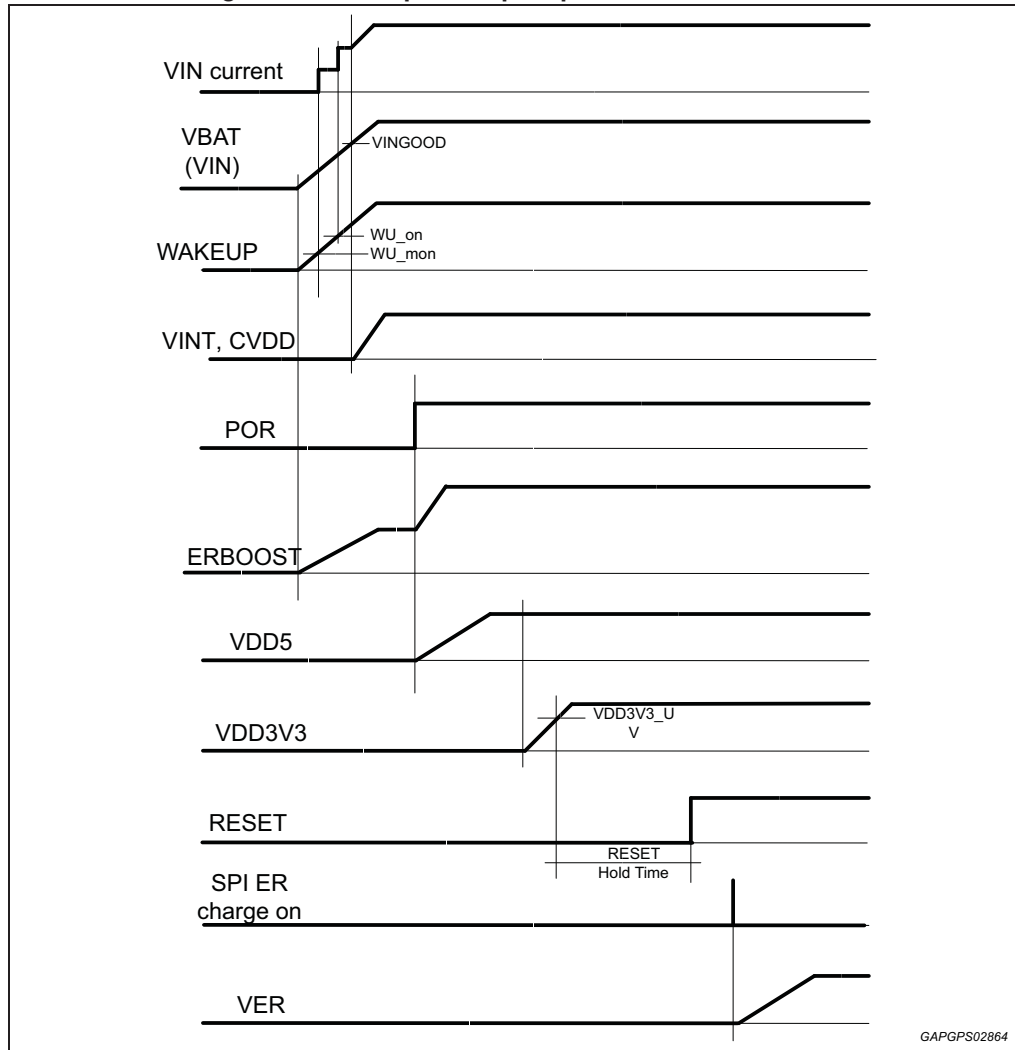 VIN current
VBAT
(VIN)
VINGOOD
WAKEUP
WU_on
WU_mon
VINT, CVDD
POR
ERBOOST
VDD5
VDD3V3
VDD3V3_U
V
RESET
RESET
Hold Time
SPI ER
charge on
VER
GAPGPS02864